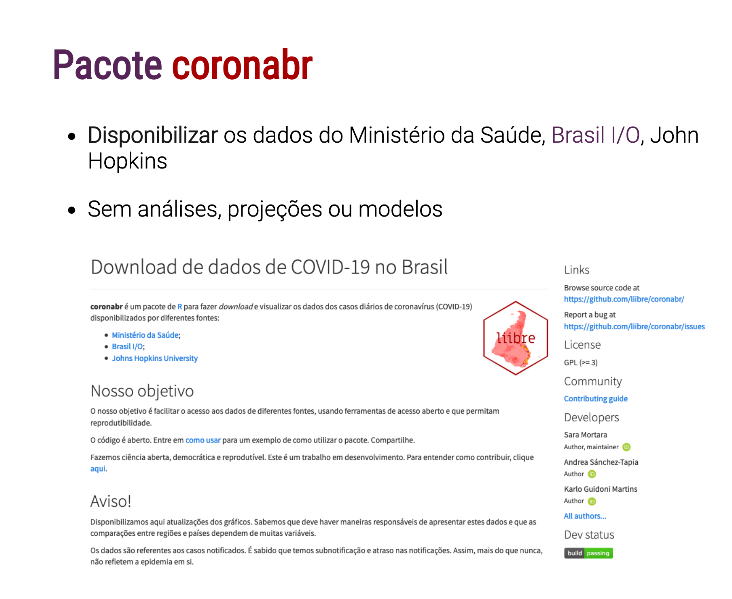 Pacote coronabr
• Disponibilizar os dados do Ministério da Saúde, Brasil I/O, John
Hopkins
• Sem análises, projeções ou modelos
Download de dados de COVID-19 no Brasil
coronabr é um pacote de R para fazer download e visualizar os dados dos casos diários de coronavírus (COVID-19)
disponibilizados por diferentes fontes:
• Ministério da Saúde;
• Brasil I/O;
• Johns Hopkins University
liibre
Nosso objetivo
O nosso objetivo é facilitar o acesso aos dados de diferentes fontes, usando ferramentas de acesso aberto e que permitam
reprodutibilidade.
O código é aberto. Entre em como usar para um exemplo de como utilizar o pacote. Compartilhe.
Fazemos ciência aberta, democrática e reprodutível. Este é um trabalho em desenvolvimento. Para entender como contribuir, clique
aqui.
Aviso!
Disponibilizamos aqui atualizações dos gráficos. Sabemos que deve haver maneiras responsáveis de apresentar estes dados e que as
comparações entre regiões e países dependem de muitas variáveis.
Os dados são referentes aos casos notificados. É sabido que temos subnotificação e atraso nas notificações. Assim, mais do que nunca,
não refletem a epidemia em si.
Links
Browse source code at
https://github.com/liibre/coronabr/
Report a bug at
https://github.com/liibre/coronabr/issues
License
GPL (>= 3)
Community
Contributing guide
Developers
Sara Mortara
Author, maintainer iD
Andrea Sánchez-Tapia
Author iD
Karlo Guidoni Martins
Author iD
All authors...
Dev status
build passing